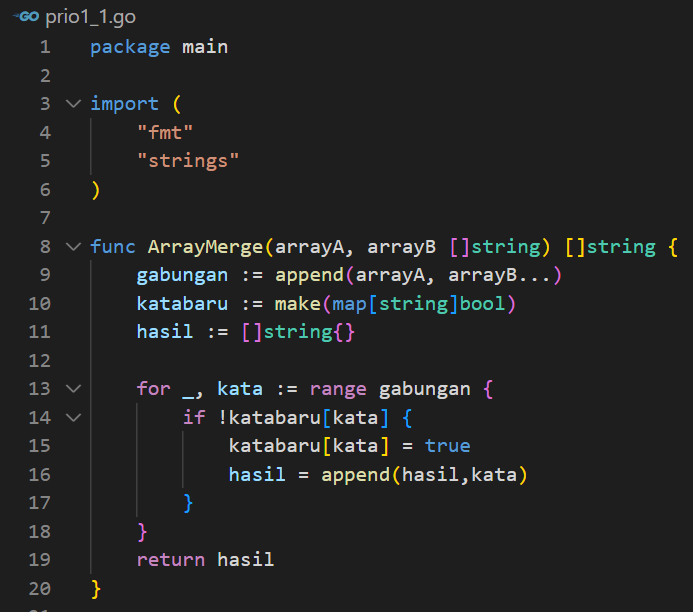 GO prio1_1.go
1 package main
2
3 import (
4     "fmt"
5     "strings"
6 )
7
8 func ArrayMerge(arrayA, arrayB []string) []string {
9     gabungan := append(arrayA, arrayB...)
10     katabaru := make(map[string]bool)
11     hasil := []string{}
12
13     for _, kata := range gabungan {
14         if !katabaru[kata] {
15             katabaru[kata] = true
16             hasil = append(hasil,kata)
17         }
18     }
19     return hasil
20 }